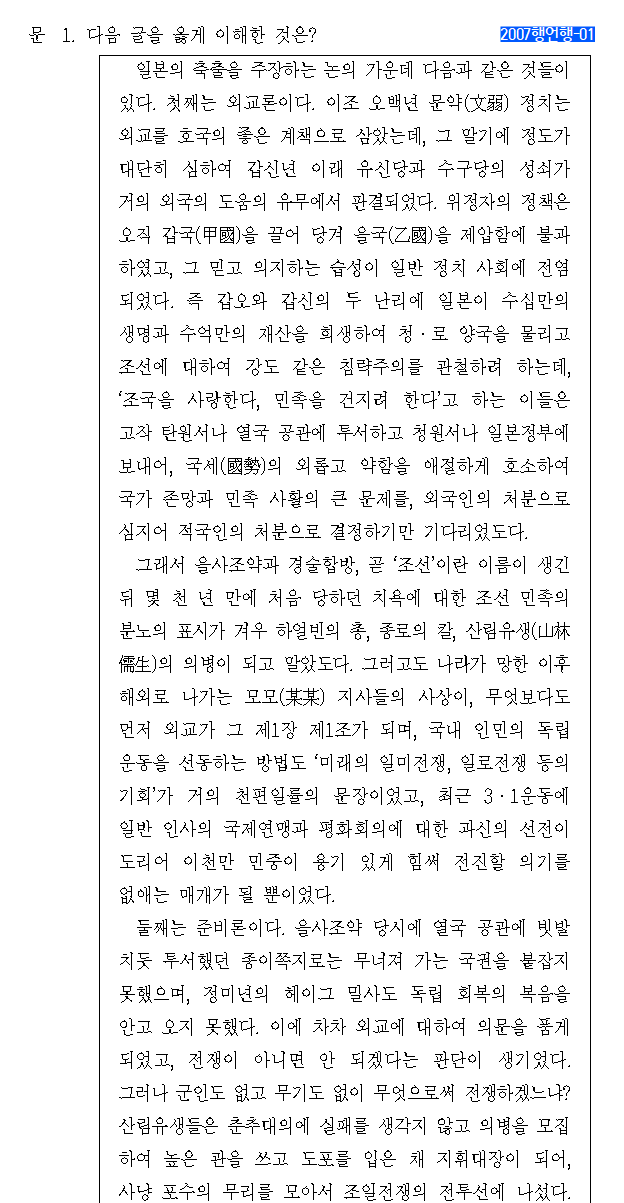 문 1. 다음 글을 옳게 이해한 것은?
2007행언행-01
일본의 축출을 주장하는 논의 가운데 다음과 같은 것들이
있다. 첫째는 외교론이다. 이조 오백년 문약(文弱) 정치는
외교를 호국의 좋은 계책으로 삼았는데, 그 말기에 정도가
대단히 심하여 갑신년 이래 유신당과 수구당의 성쇠가
거의 외국의 도움의 유무에서 판결되었다. 위정자의 정책은
오직 갑국(甲國)을 끌어 당겨 을국(乙國)을 제압함에 불과
하였고, 그 믿고 의지하는 습성이 일반 정치 사회에 전염
되었다. 즉 갑오와 갑신의 두 난리에 일본이 수십만의
생명과 수억만의 재산을 희생하여 청·로 양국을 물리고
조선에 대하여 강도 같은 침략주의를 관철하려 하는데,
‘조국을 사랑한다, 민족을 건지려 한다’고 하는 이들은
고작 탄원서나 열국 공관에 투서하고 청원서나 일본정부에
보내어, 국세(國勢)의 외롭고 약함을 애절하게 호소하여
국가 존망과 민족 사활의 큰 문제를, 외국인의 처분으로
심지어 적국인의 처분으로 결정하기만 기다리었도다.
그래서 을사조약과 경술합방, 곧 ‘조선’이란 이름이 생긴
뒤 몇 천 년 만에 처음 당하던 치욕에 대한 조선 민족의
분노의 표시가 겨우 하얼빈의 총, 종로의 칼, 산림유생(山林
儒生)의 의병이 되고 말았도다. 그러고도 나라가 망한 이후
해외로 나가는 모모(某某) 지사들의 사상이, 무엇보다도
먼저 외교가 그 제1장 제1조가 되며, 국내 인민의 독립
운동을 선동하는 방법도 ‘미래의 일미전쟁, 일로전쟁 등의
기회’가 거의 천편일률의 문장이었고, 최근 3·1운동에
일반 인사의 국제연맹과 평화회의에 대한 과신의 선전이
도리어 이천만 민중이 용기 있게 힘써 전진할 의기를
없애는 매개가 될 뿐이었다.
둘째는 준비론이다. 을사조약 당시에 열국 공관에 빗발
치듯 투서했던 종이쪽지로는 무너져 가는 국권을 붙잡지
못했으며, 정미년의 헤이그 밀사도 독립 회복의 복음을
안고 오지 못했다. 이에 차차 외교에 대하여 의문을 품게
되었고, 전쟁이 아니면 안 되겠다는 판단이 생기었다.
그러나 군인도 없고 무기도 없이 무엇으로써 전쟁하겠느냐?
산림유생들은 춘추대의에 실패를 생각지 않고 의병을 모집
하여 높은 관을 쓰고 도포를 입은 채 지휘대장이 되어,
사냥 포수의 무리를 모아서 조일전쟁의 전투선에 나섰다.